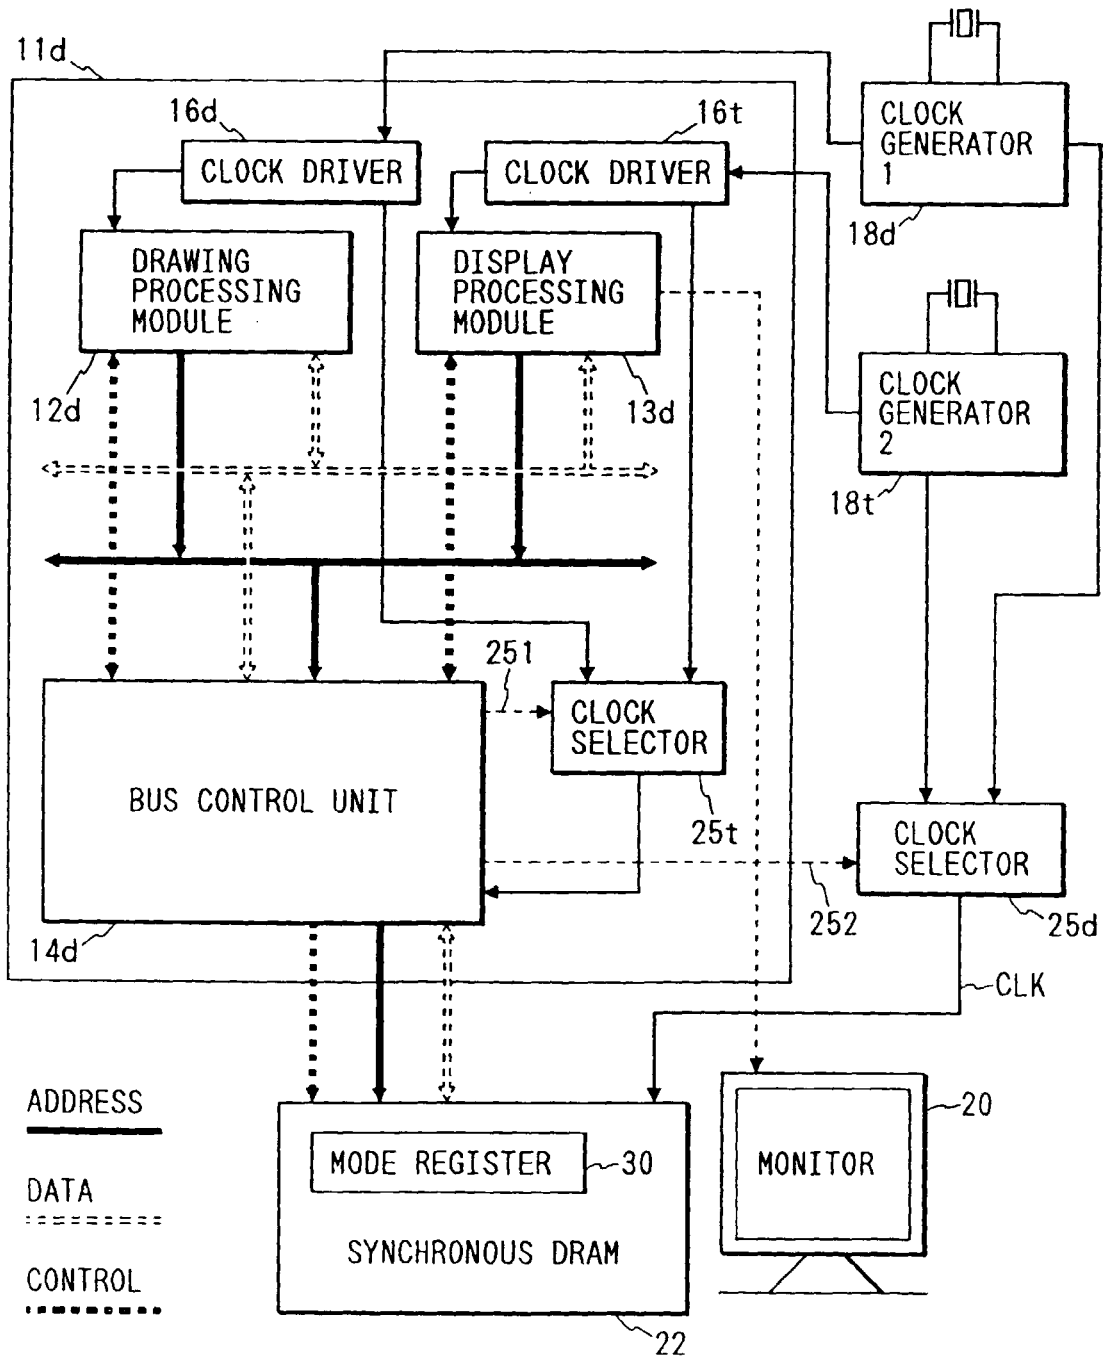 11d
16d
16t
CLOCK DRIVER
CLOCK DRIVER
CLOCK
GENERATOR
1
18d
DRAWING
PROCESSING
MODULE
DISPLAY
PROCESSING
MODULE
12d
13d
CLOCK
GENERATOR
2
18t
251
CLOCK
SELECTOR
25t
BUS CONTROL UNIT
14d
CLOCK
SELECTOR
252
25d
CLK
ADDRESS
DATA
CONTROL
MODE REGISTER
30
SYNCHRONOUS DRAM
22
MONITOR
20